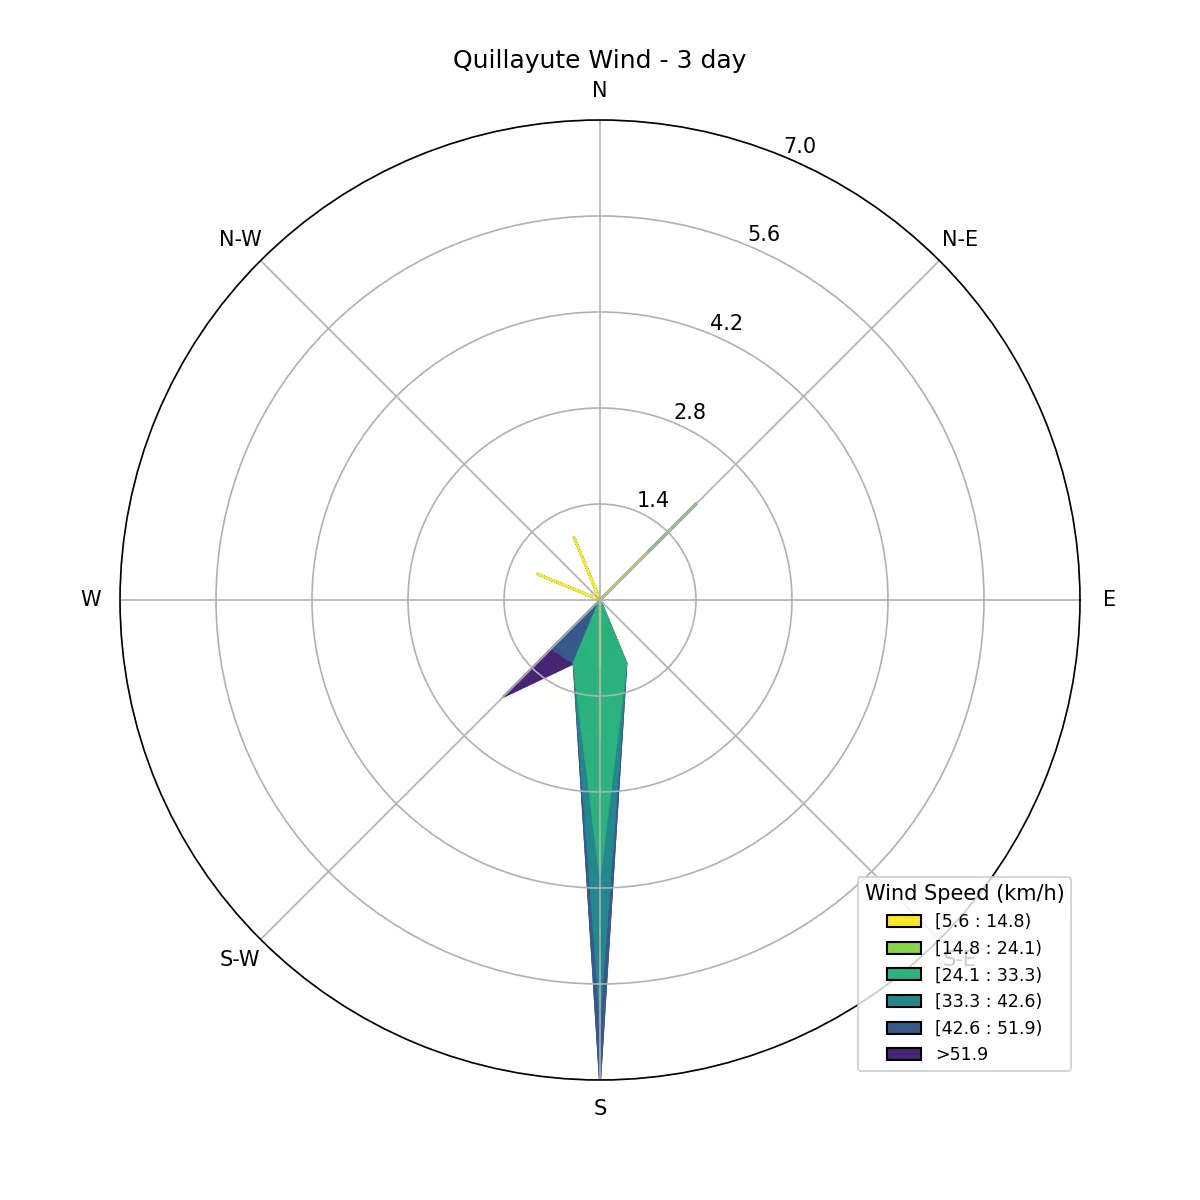 Quillayute Wind - 3 day
N
7.0
5.6
N-W
N-E
4.2
2.8
1.4
W
E
S-W
S-E
S
Wind Speed (km/h)
[5.6 : 14.8)
[14.8 : 24.1)
[24.1 : 33.3)
[33.3 : 42.6)
[42.6 : 51.9)
>51.9